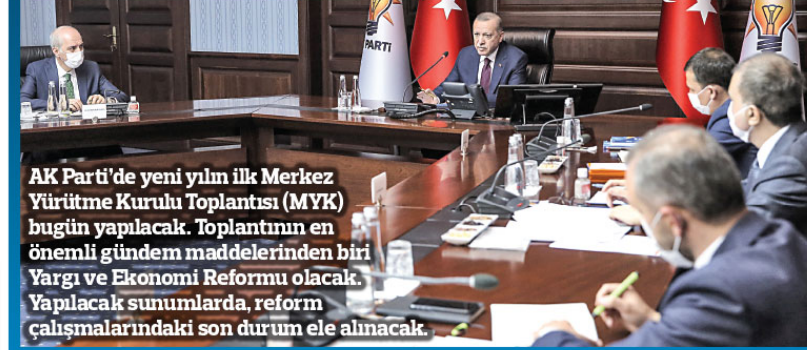 PARTİ
AK Parti'de yeni yılın ilk Merkez
Yürütme Kurulu Toplantısı (MYK)
bugün yapılacak. Toplantının en
önemli gündem maddelerinden biri
Yargı ve Ekonomi Reformu olacak.
Yapılacak sunumlarda, reform
çalışmalarındaki son durum ele alınacak.